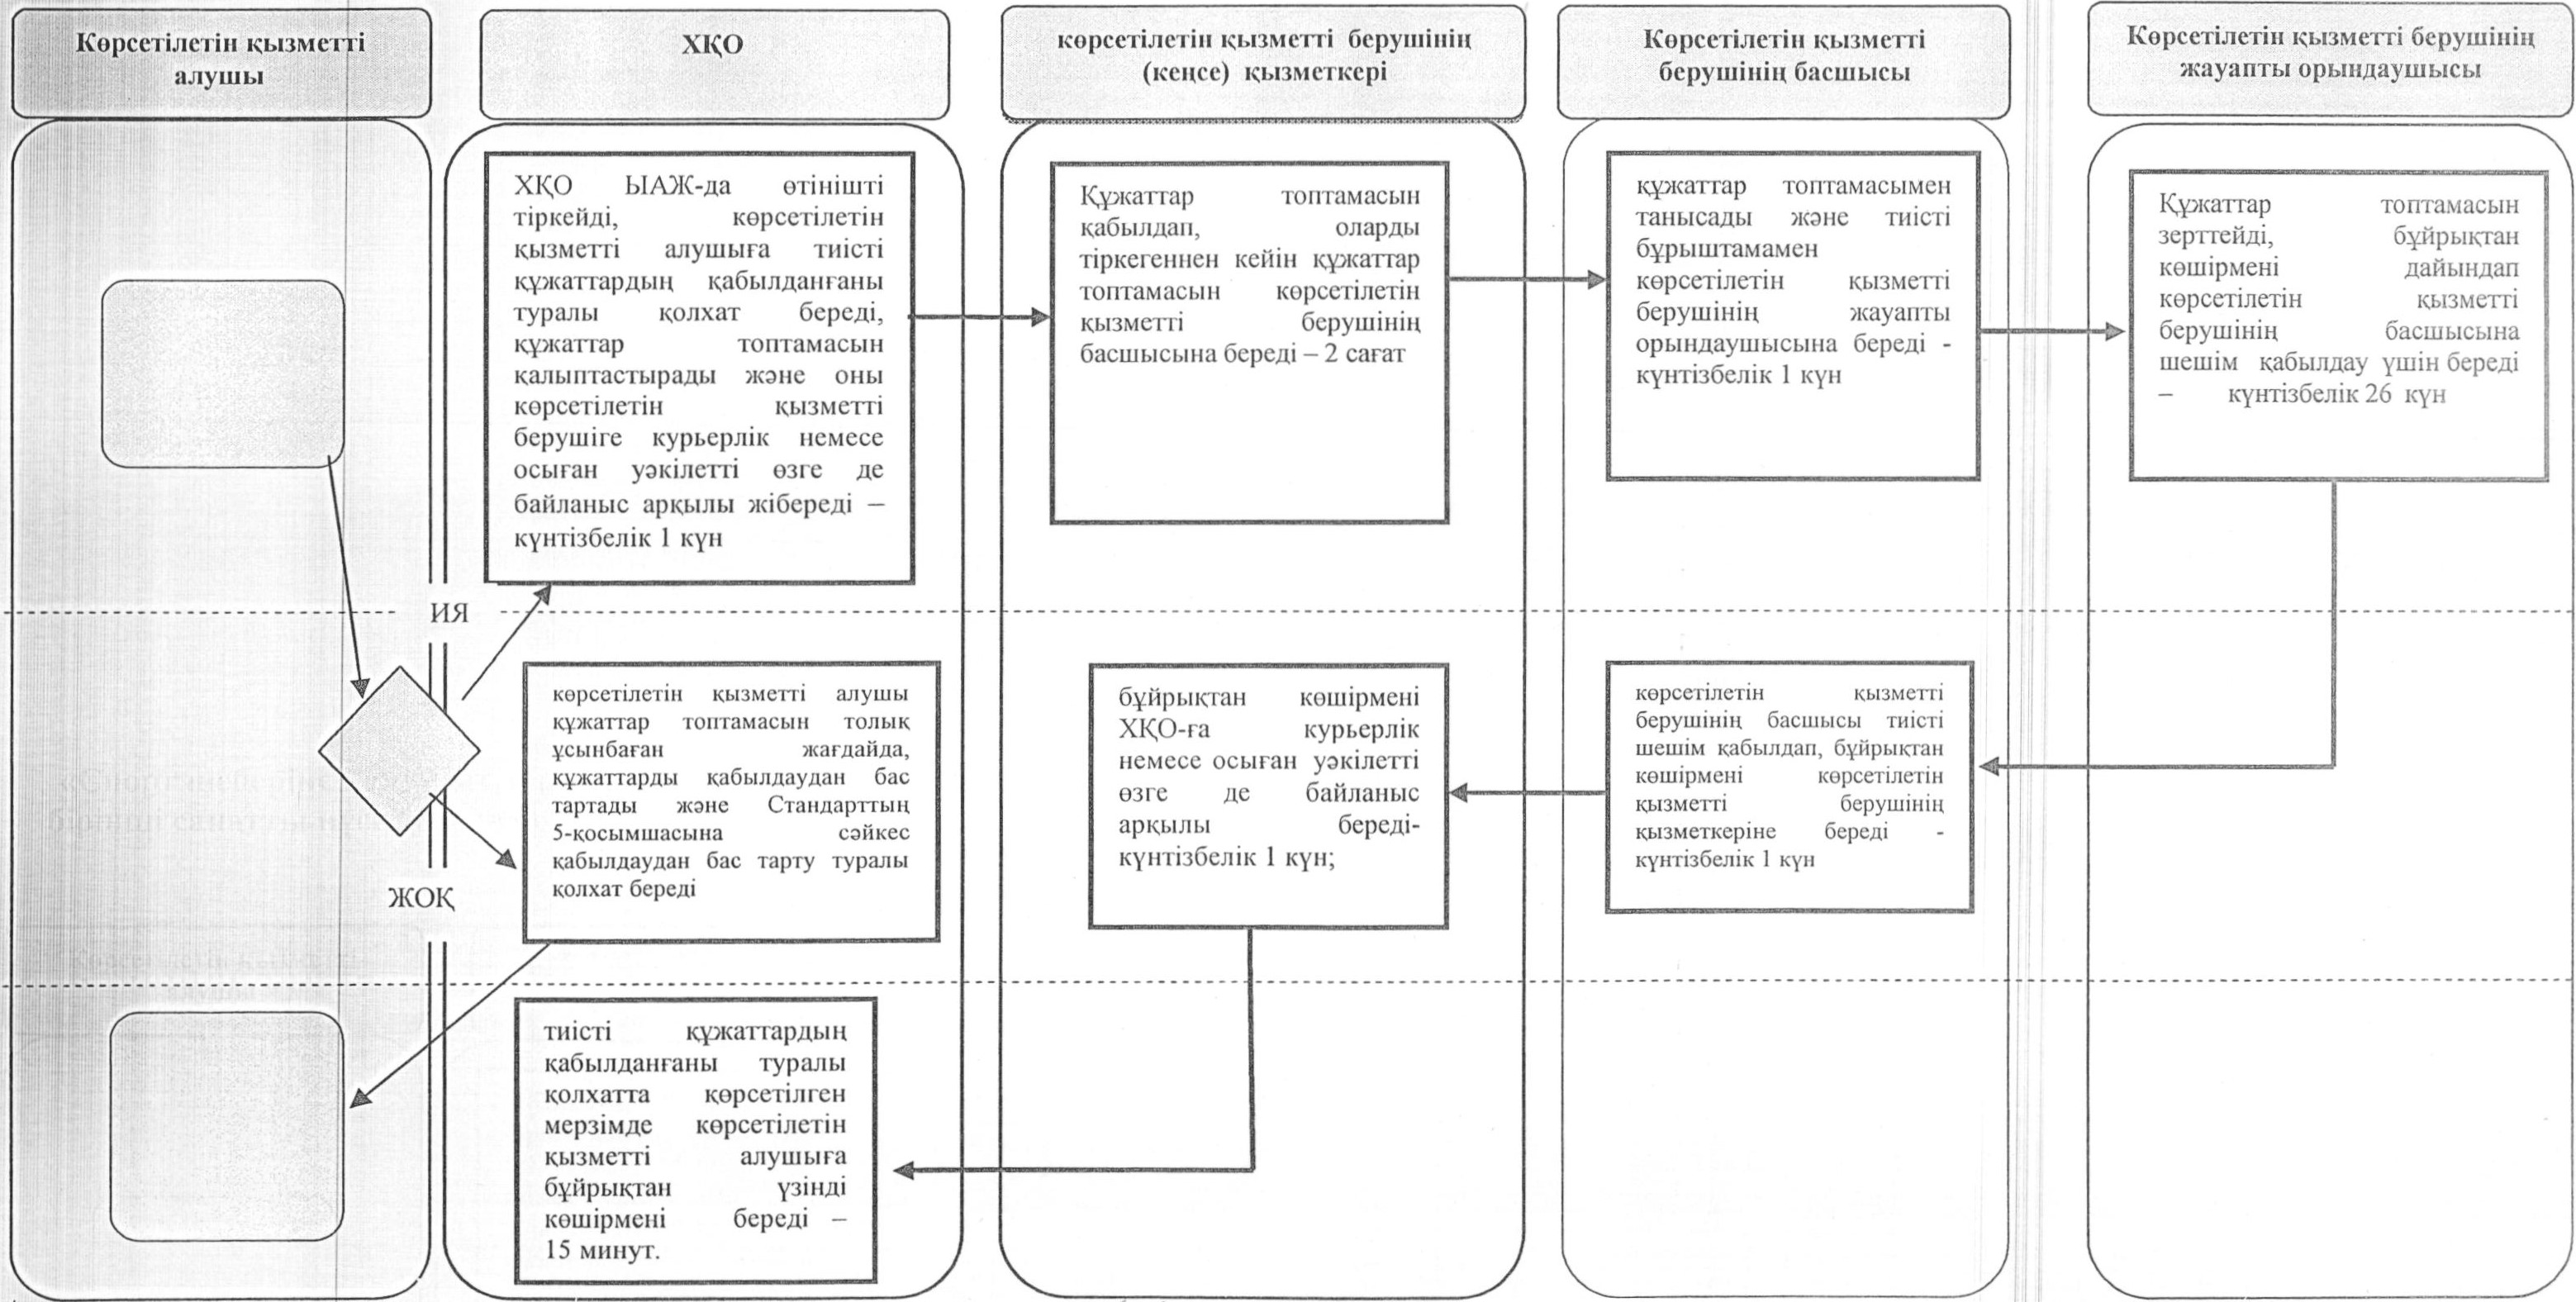 Көрсетілетін қызметті
алушы
ХҚО
көрсетілетін қызметті берушінің
(кеңсе) қызметкері
Көрсетілетін қызметті
берушінің басшысы
Көрсетілетін қызметті берушінің
жауапты орындаушысы
ХҚО ЫАЖ-да өтінішті
тіркейді, көрсетілетін
қызметті алушыға тиісті
құжаттардың қабылданғаны
туралы қолхат береді,
құжаттар топтамасын
қалыптастырады және оны
көрсетілетін қызметті
берушіге курьерлік немесе
осыған уәкілетті өзге де
байланыс арқылы жібереді –
күнтізбелік 1 күн
Құжаттар топтамасын
қабылдап, оларды
тіркегеннен кейін құжаттар
топтамасын көрсетілетін
қызметті берушінің
басшысына береді – 2 сағат
құжаттар топтамасымен
танысады және тиісті
бұрыштамамен
көрсетілетін қызметті
берушінің жауапты
орындаушысына береді -
күнтізбелік 1 күн
Құжаттар топтамасын
зерттейді, бұйрықтан
көшірмені дайындап
көрсетілетін қызметті
берушінің басшысына
шешім қабылдау үшін береді
– күнтізбелік 26 күн
ИЯ
көрсетілетін қызметті алушы
құжаттар топтамасын толық
ұсынбаған жағдайда,
құжаттарды қабылдаудан бас
тартады және Стандарттың
5-қосымшасына сәйкес
қабылдаудан бас тарту туралы
қолхат береді
бұйрықтан көшірмені
ХҚО-ға курьерлік
немесе осыған уәкілетті
өзге де байланыс
арқылы береді-
күнтізбелік 1 күн;
көрсетілетін қызметті
берушінің басшысы тиісті
шешім қабылдап, бұйрықтан
көшірмені көрсетілетін
қызметті берушінің
қызметкеріне береді -
күнтізбелік 1 күн
ЖОҚ
тиісті құжаттардың
қабылданғаны туралы
қолхатта көрсетілген
мерзімде көрсетілетін
қызметті алушыға
бұйрықтан үзінді
көшірмені береді –
15 минут.